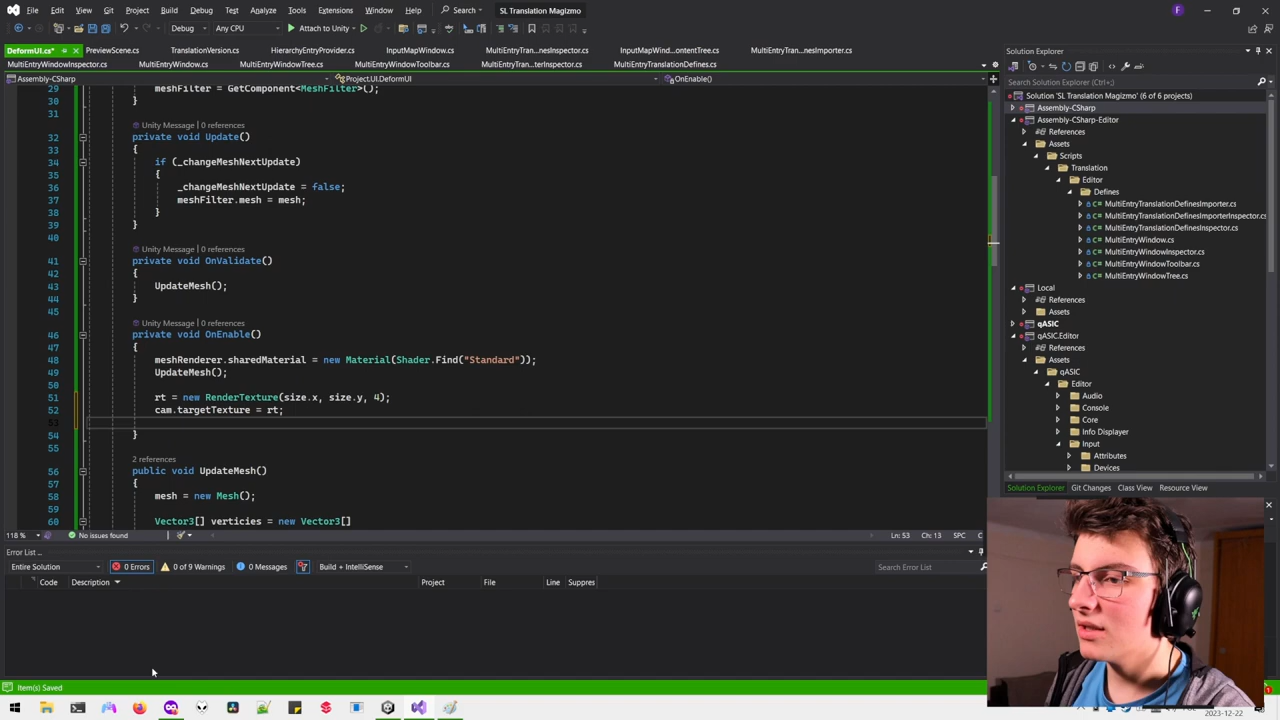 File Edit View Git Project Build Debug Test Analyze Tools Extensions Window Help Search SL Translation Magizmo F
Debug Any CPU Attach to Unity
DeformUI.cs* PreviewScene.cs TranslationVersion.cs HierarchyEntryProvider.cs InputMapWindow.cs MultiEntryTran...nesInspector.cs InputMapWind...ontentTree.cs MultiEntryTran...nesImporter.cs
MultiEntryWindowInspector.cs MultiEntryWindow.cs MultiEntryWindowTree.cs MultiEntryWindowToolbar.cs MultiEntryTran...terInspector.cs MultiEntryTranslationDefines.cs
Assembly-CSharp Project.UI.DeformUI OnEnable()
29 meshFilter = GetComponent<MeshFilter>();
30 }
31
Unity Message | 0 references
32 private void Update()
33 {
34 if (_changeMeshNextUpdate)
35 {
36 _changeMeshNextUpdate = false;
37 meshFilter.mesh = mesh;
38 }
39 }
40
Unity Message | 0 references
41 private void OnValidate()
42 {
43 UpdateMesh();
44 }
45
Unity Message | 0 references
46 private void OnEnable()
47 {
48 meshRenderer.sharedMaterial = new Material(Shader.Find("Standard"));
49 UpdateMesh();
50
51 rt = new RenderTexture(size.x, size.y, 4);
52 cam.targetTexture = rt;
53
54 }
55
2 references
56 public void UpdateMesh()
57 {
58 mesh = new Mesh();
59
60 Vector3[] verticies = new Vector3[]
118 % No issues found Ln: 53 Ch: 13 SPC C
Error List ...
Entire Solution 0 Errors 0 of 9 Warnings 0 Messages Build + IntelliSense Search Error List
Code Description Project File Line Suppres
Item(s) Saved
Solution Explorer
Search Solution Explorer
Solution 'SL Translation Magizmo' (6 of 6 projects)
Assembly-CSharp
Assembly-CSharp-Editor
References
Assets
Scripts
Translation
Editor
Defines
MultiEntryTranslationDefinesImporter.cs
MultiEntryTranslationDefinesImporterInspector.cs
MultiEntryTranslationDefinesInspector.cs
MultiEntryWindow.cs
MultiEntryWindowInspector.cs
MultiEntryWindowToolbar.cs
MultiEntryWindowTree.cs
Local
References
Assets
qASIC
qASIC.Editor
References
Assets
qASIC
Editor
Audio
Console
Core
Info Displayer
Input
Attributes
Devices
Solution Explorer Git Changes Class View Resource View
2023-12-22